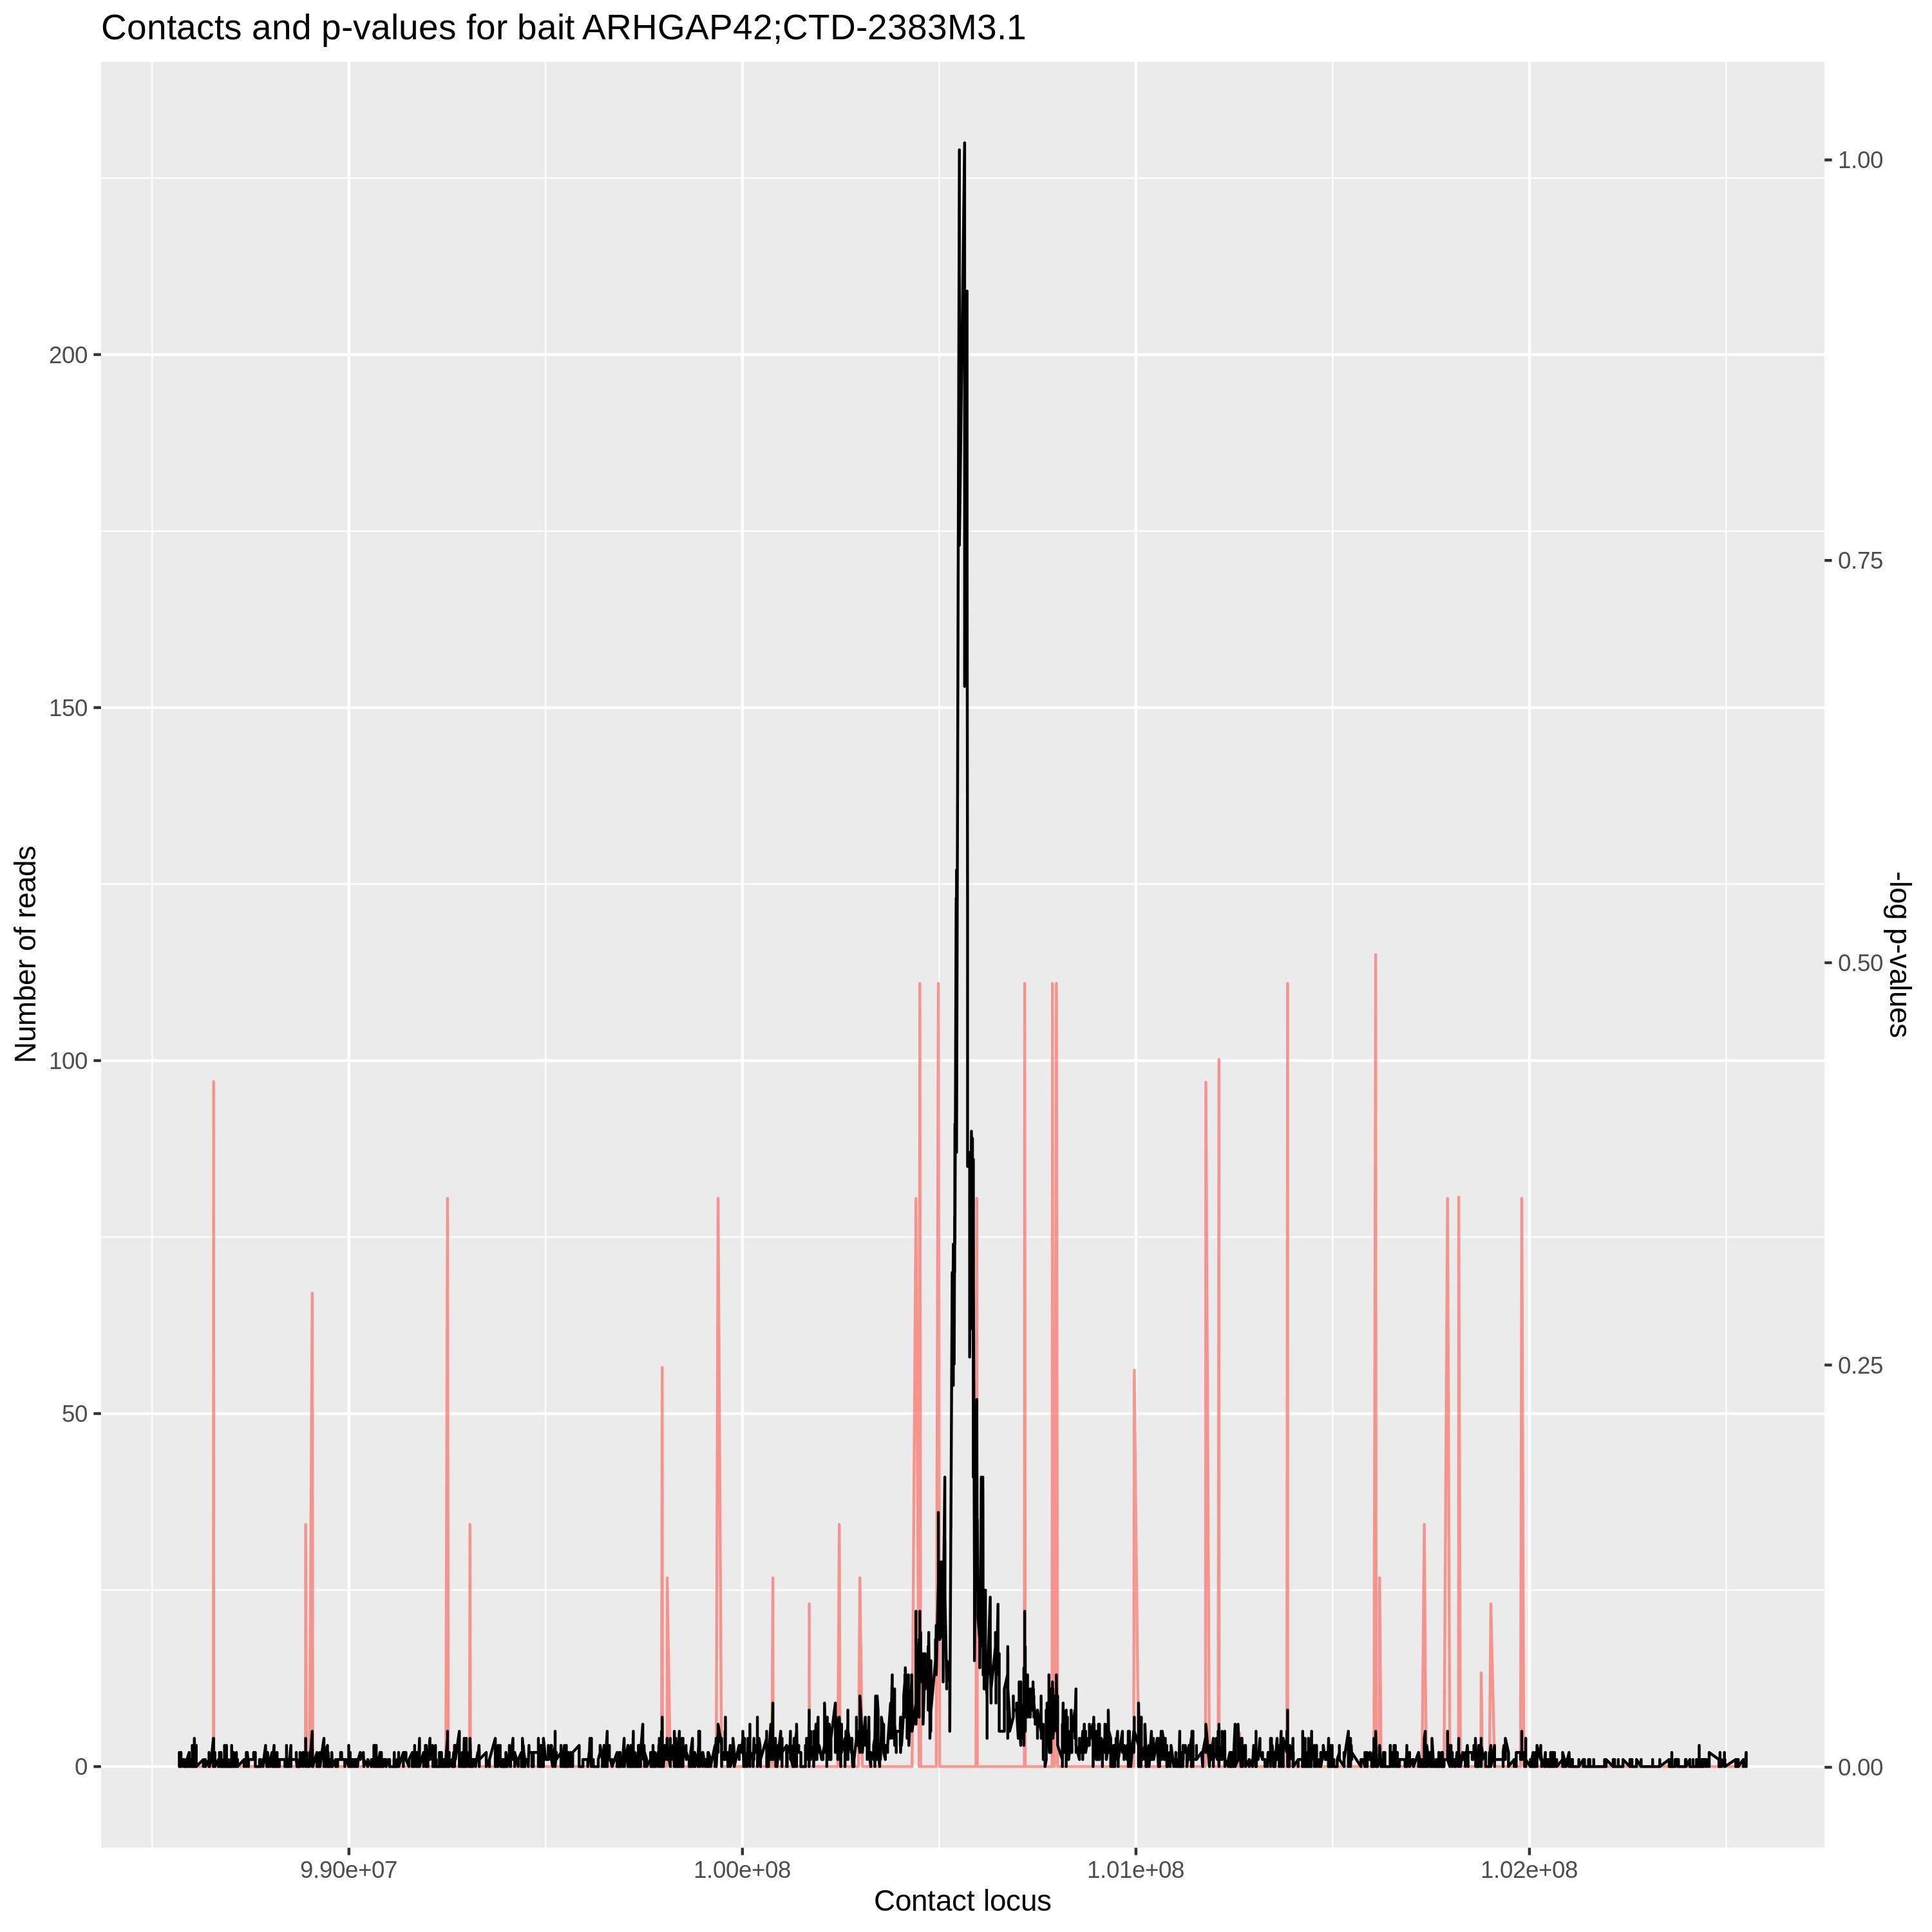 Contacts and p-values for bait ARHGAP42;CTD-2383M3.1
Number of reads
200
150
100
50
0
1.00
0.75
0.50
0.25
0.00
-log p-values
9.90e+07
1.00e+08
1.01e+08
1.02e+08
Contact locus